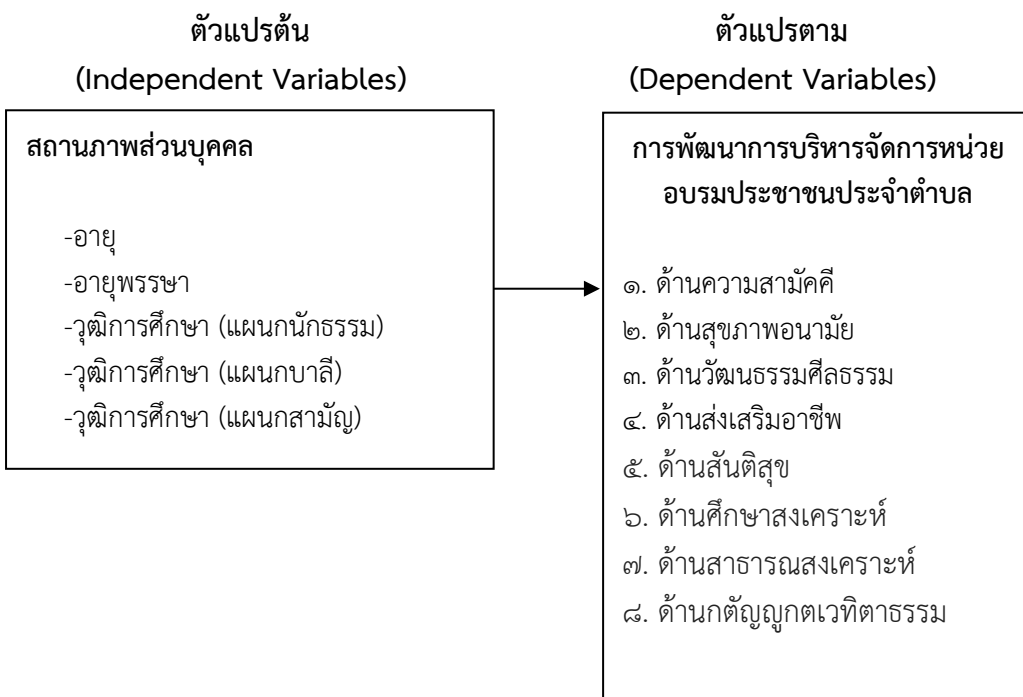 ตัวแปรต้น
(Independent Variables)
สถานภาพส่วนบุคคล
-อายุ
-อายุพรรษา
-วุฒิการศึกษา (แผนกนักธรรม)
-วุฒิการศึกษา (แผนกบาลี)
-วุฒิการศึกษา (แผนกสามัญ)
ตัวแปรตาม
(Dependent Variables)
การพัฒนาการบริหารจัดการหน่วย
อบรมประชาชนประจำตำบล
๑. ด้านความสามัคคี
๒. ด้านสุขภาพอนามัย
๓. ด้านวัฒนธรรมศีลธรรม
๔. ด้านส่งเสริมอาชีพ
๕. ด้านสันติสุข
๖. ด้านศึกษาสงเคราะห์
๗. ด้านสาธารณสงเคราะห์
๘. ด้านกตัญญูกตเวทิตาธรรม